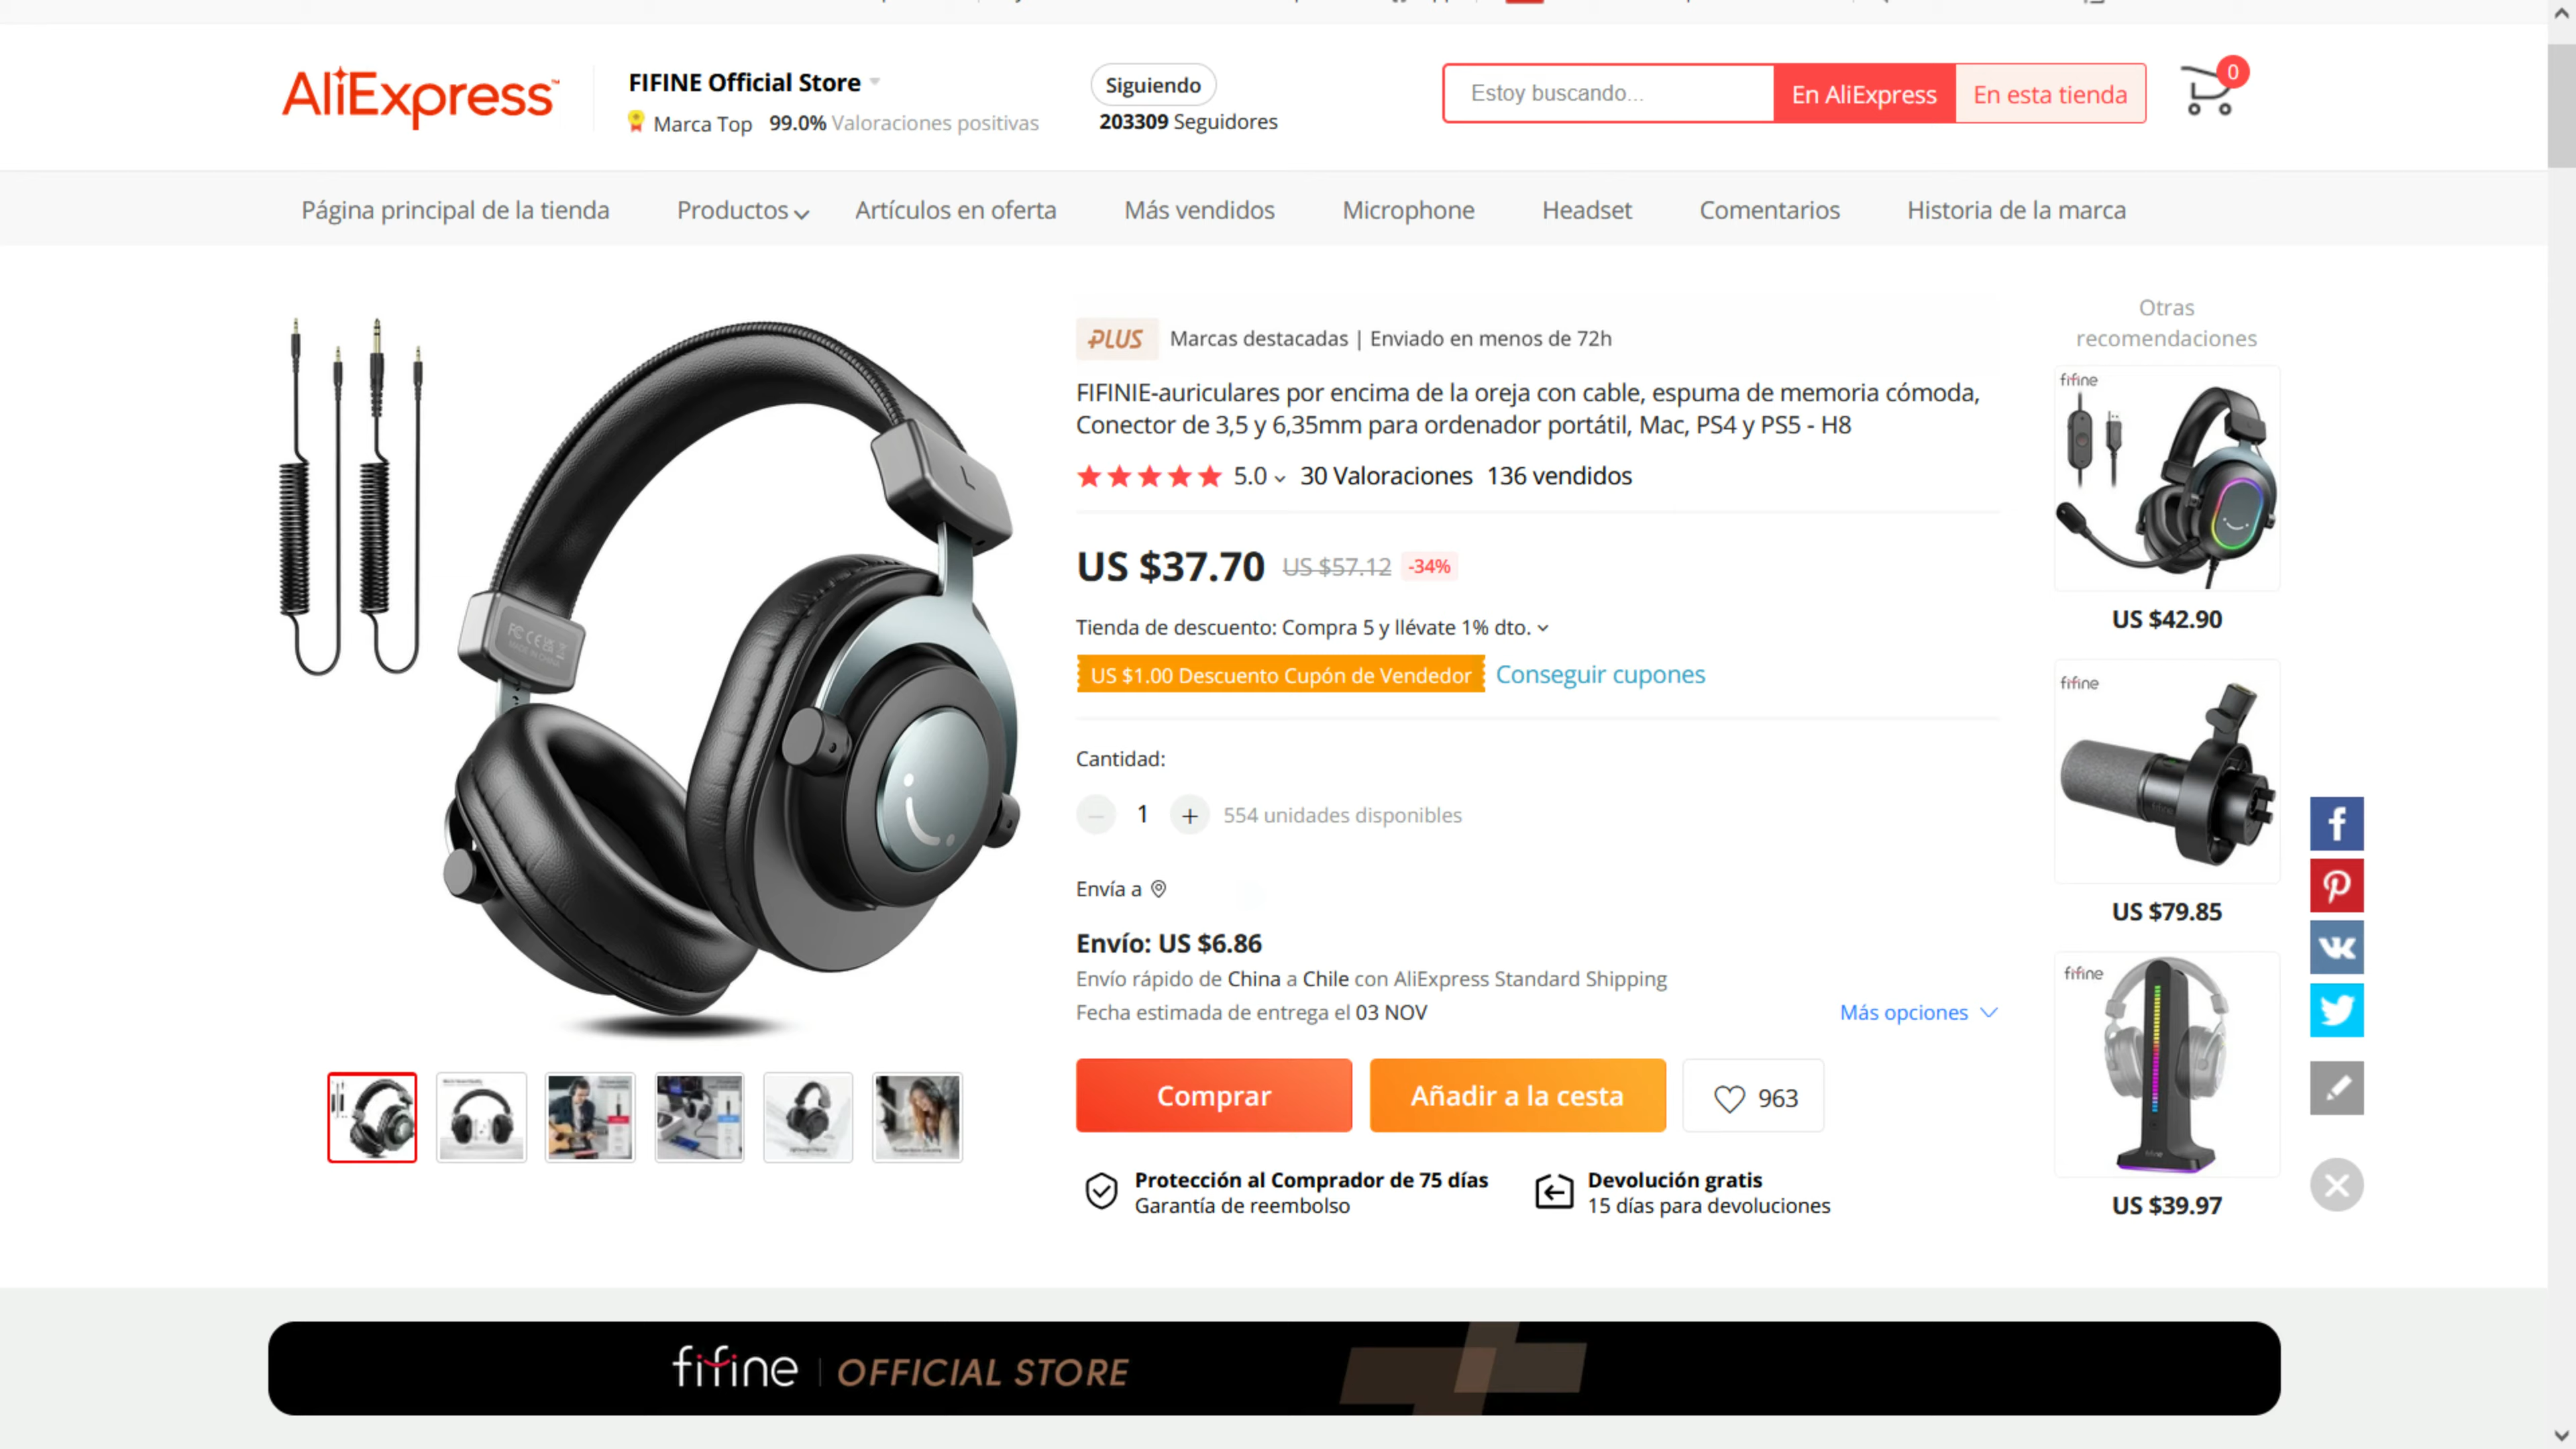 AliExpress™
FIFINE Official Store
Marca Top 99.0% Valoraciones positivas
Siguiendo
203309 Seguidores
Estoy buscando...
En AliExpress
En esta tienda
0
Página principal de la tienda
Productos
Artículos en oferta
Más vendidos
Microphone
Headset
Comentarios
Historia de la marca
L
FC CE
MADE IN CHINA
PLUS Marcas destacadas | Enviado en menos de 72h
FIFINIE-auriculares por encima de la oreja con cable, espuma de memoria cómoda,
Conector de 3,5 y 6,35mm para ordenador portátil, Mac, PS4 y PS5 - H8
5.0 30 Valoraciones 136 vendidos
US $37.70 US $57.12 -34%
Tienda de descuento: Compra 5 y llévate 1% dto.
US $1.00 Descuento Cupón de Vendedor Conseguir cupones
Cantidad:
1 554 unidades disponibles
Envía a
Envío: US $6.86
Envío rápido de China a Chile con AliExpress Standard Shipping
Fecha estimada de entrega el 03 NOV
Más opciones
Comprar
Añadir a la cesta
963
Protección al Comprador de 75 días
Garantía de reembolso
Devolución gratis
15 días para devoluciones
Otras
recomendaciones
fifine
US $42.90
fifine
US $79.85
fifine
US $39.97
fifine | OFFICIAL STORE